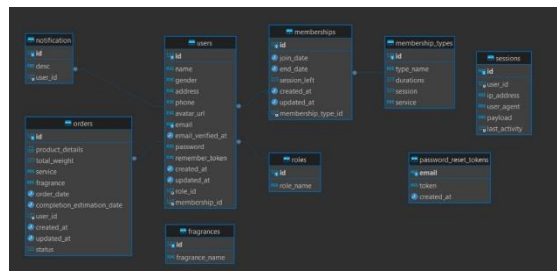 notification
id
desc
user_id
users
id
name
gender
address
phone
avatar_url
email
email_verified_at
password
remember_token
created_at
updated_at
role_id
membership_id
memberships
id
join_date
end_date
session_left
created_at
updated_at
membership_type_id
membership_types
id
type_name
durations
session
service
sessions
id
user_id
ip_address
user_agent
payload
last_activity
orders
id
product_details
total_weight
service
fragrance
order_date
completion_estimation_date
user_id
created_at
updated_at
status
roles
id
role_name
password_reset_tokens
email
token
created_at
fragrances
id
fragrance_name